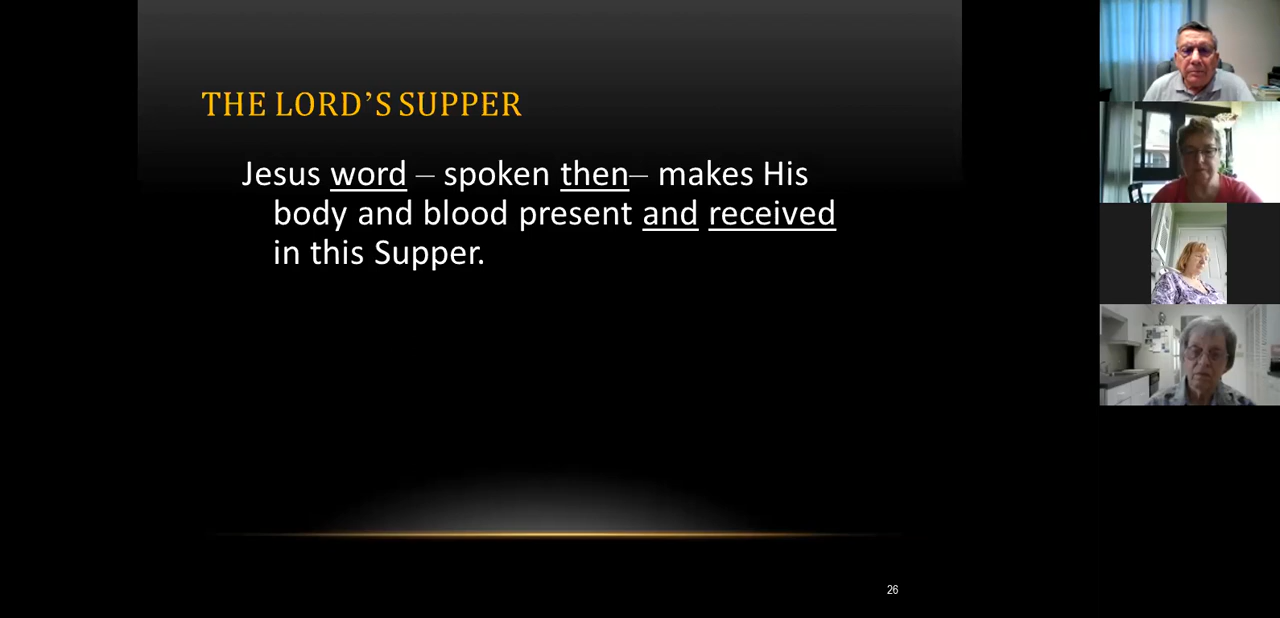 THE LORD’S SUPPER
Jesus word – spoken then– makes His
body and blood present and received
in this Supper.
26